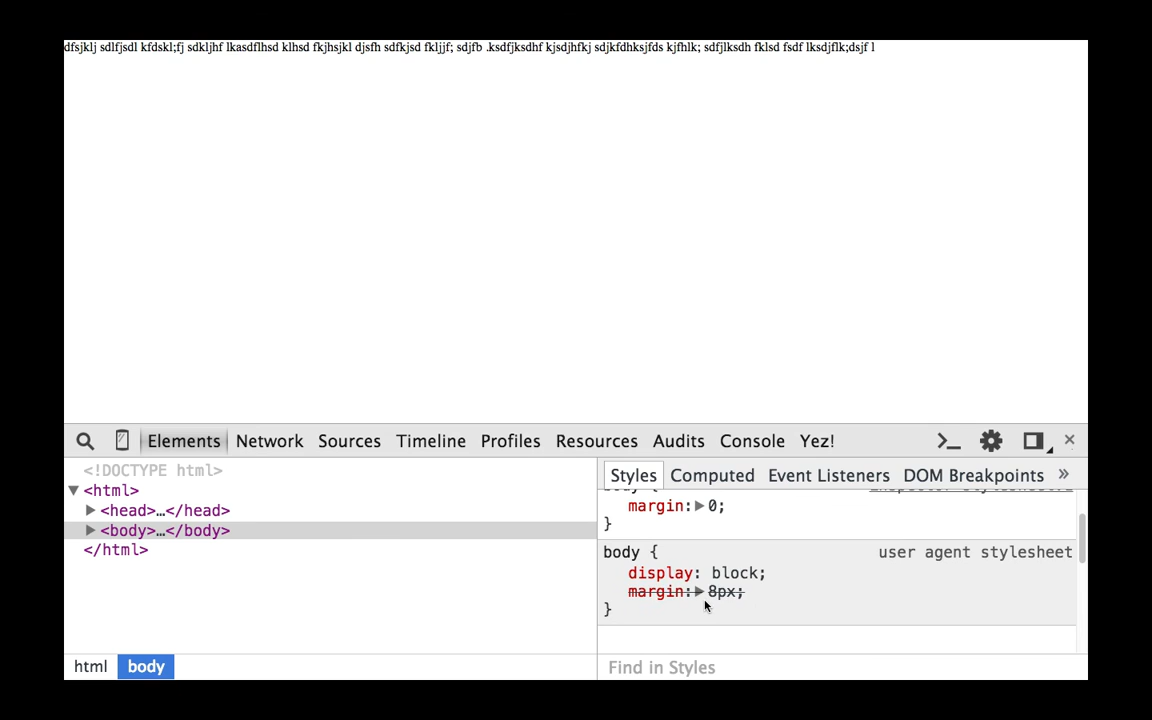 dfsjklj sdlfjsdl kfdskl;fj sdkljhf lkasdflhsd klhsd fkjhsjkl djsfh sdfkjsd fkljjf; sdjfb .ksdfjksdhf kjsdjhfkj sdjkfdhksjfds kjfhlk; sdfjlksdh fklsd fsdf lksdjflk;dsjf l
Elements Network Sources Timeline Profiles Resources Audits Console Yez!
<!DOCTYPE html>
<html>
<head>…</head>
<body>…</body>
</html>
html body
Styles Computed Event Listeners DOM Breakpoints »
body {
margin: 0;
}
body { user agent stylesheet
display: block;
margin: 8px;
}
Find in Styles